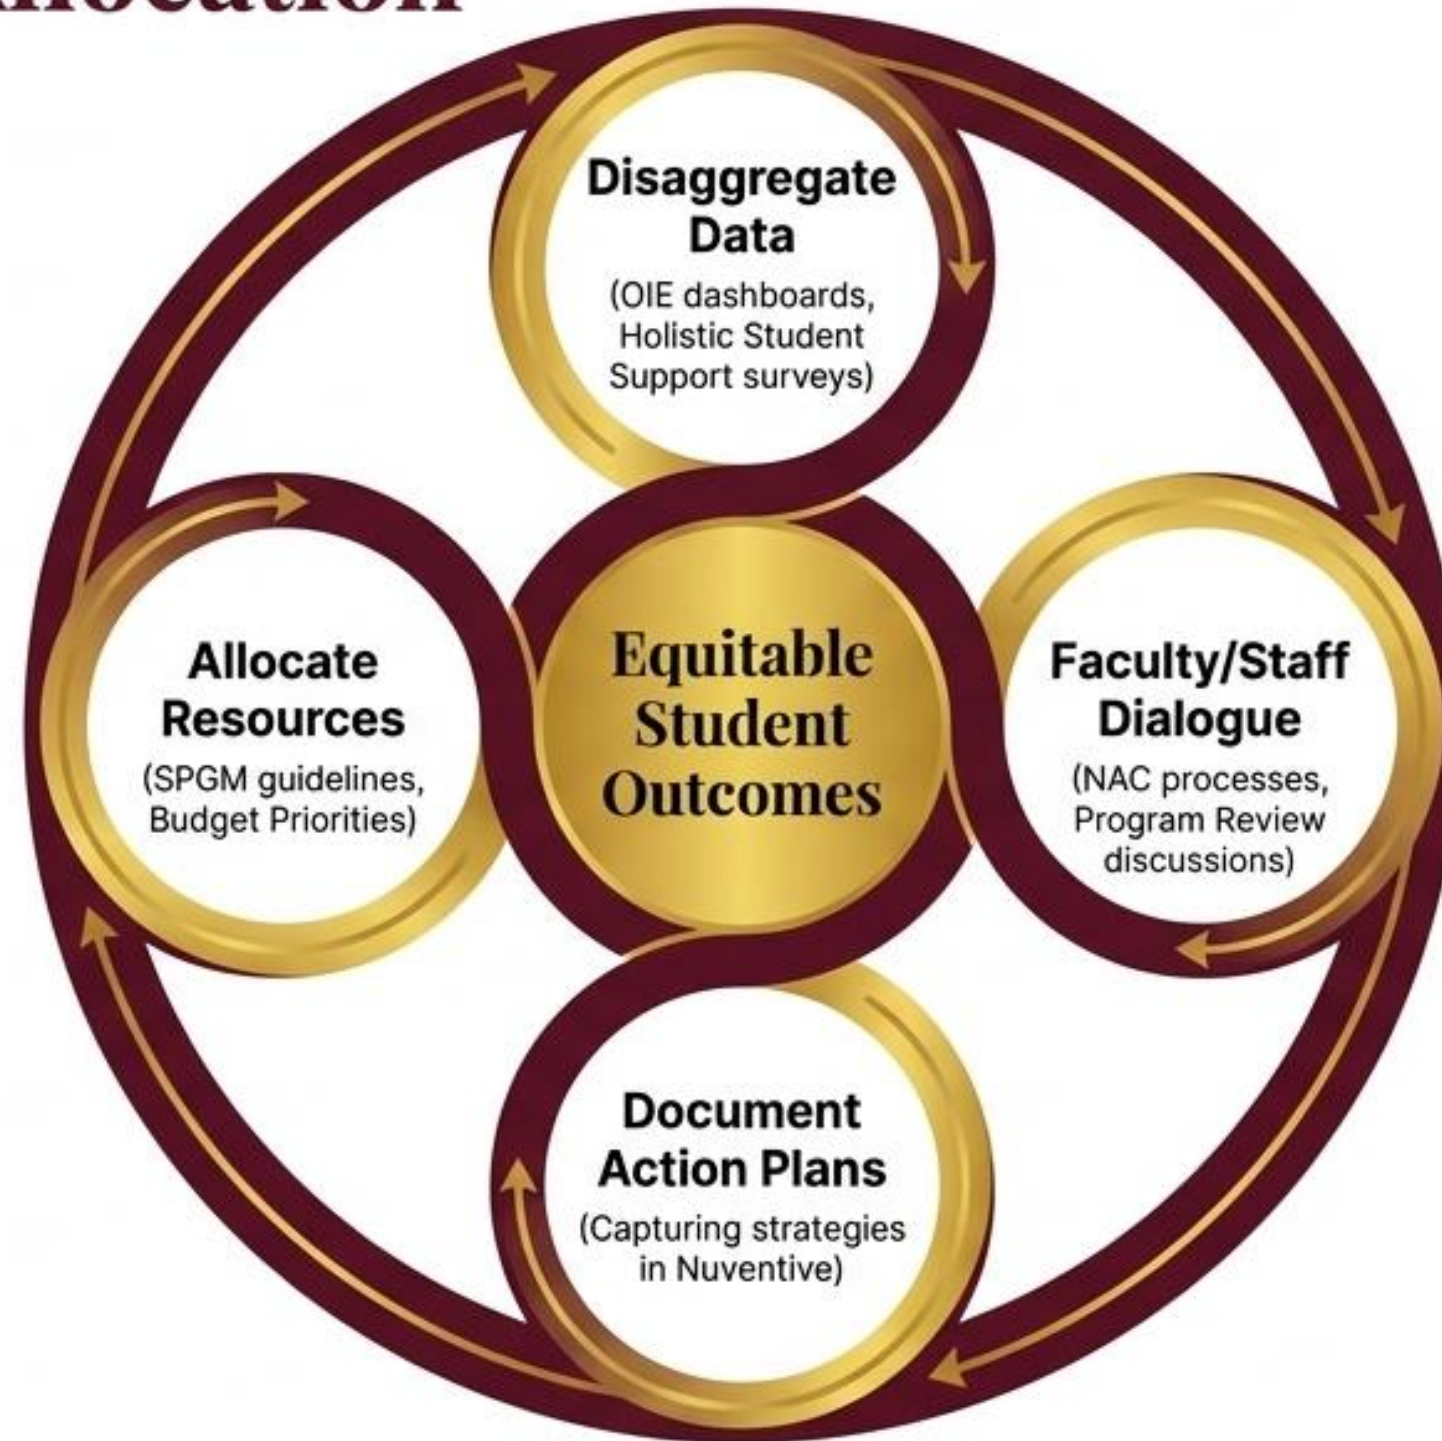 Disaggregate
Data
(OIE dashboards,
Holistic Student
Support surveys)
Allocate
Resources
(SPGM guidelines,
Budget Priorities)
Equitable
Student
Outcomes
Faculty/Staff
Dialogue
(NAC processes,
Program Review
discussions)
Document
Action Plans
(Capturing strategies
in Nuventive)